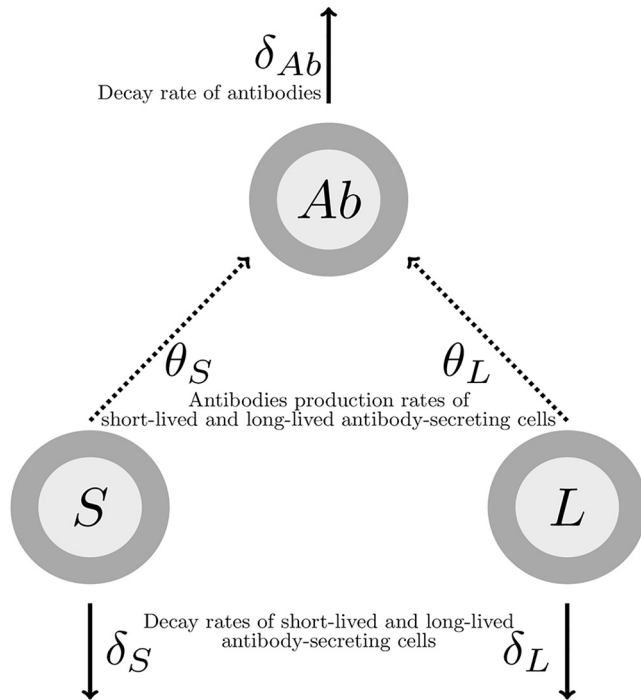 δ_Ab
Decay rate of antibodies
Ab
θ_S
θ_L
Antibodies production rates of
short-lived and long-lived antibody-secreting cells
S
L
Decay rates of short-lived and long-lived
antibody-secreting cells
δ_S
δ_L